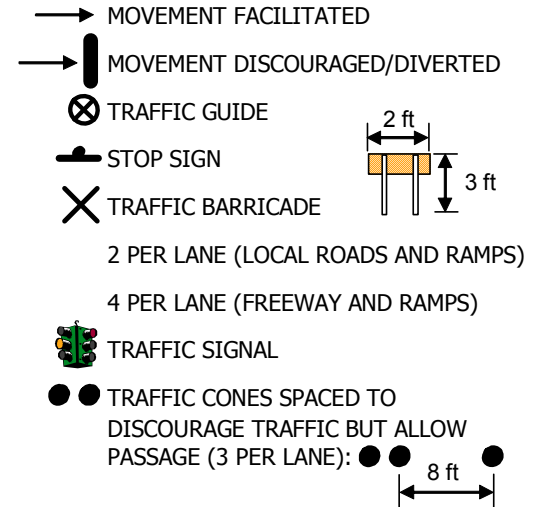 MOVEMENT FACILITATED
MOVEMENT DISCOURAGED/DIVERTED
TRAFFIC GUIDE
2 ft
STOP SIGN
3 ft
TRAFFIC BARRICADE
2 PER LANE (LOCAL ROADS AND RAMPS)
4 PER LANE (FREEWAY AND RAMPS)
TRAFFIC SIGNAL
TRAFFIC CONES SPACED TO
DISCOURAGE TRAFFIC BUT ALLOW
PASSAGE (3 PER LANE):
8 ft